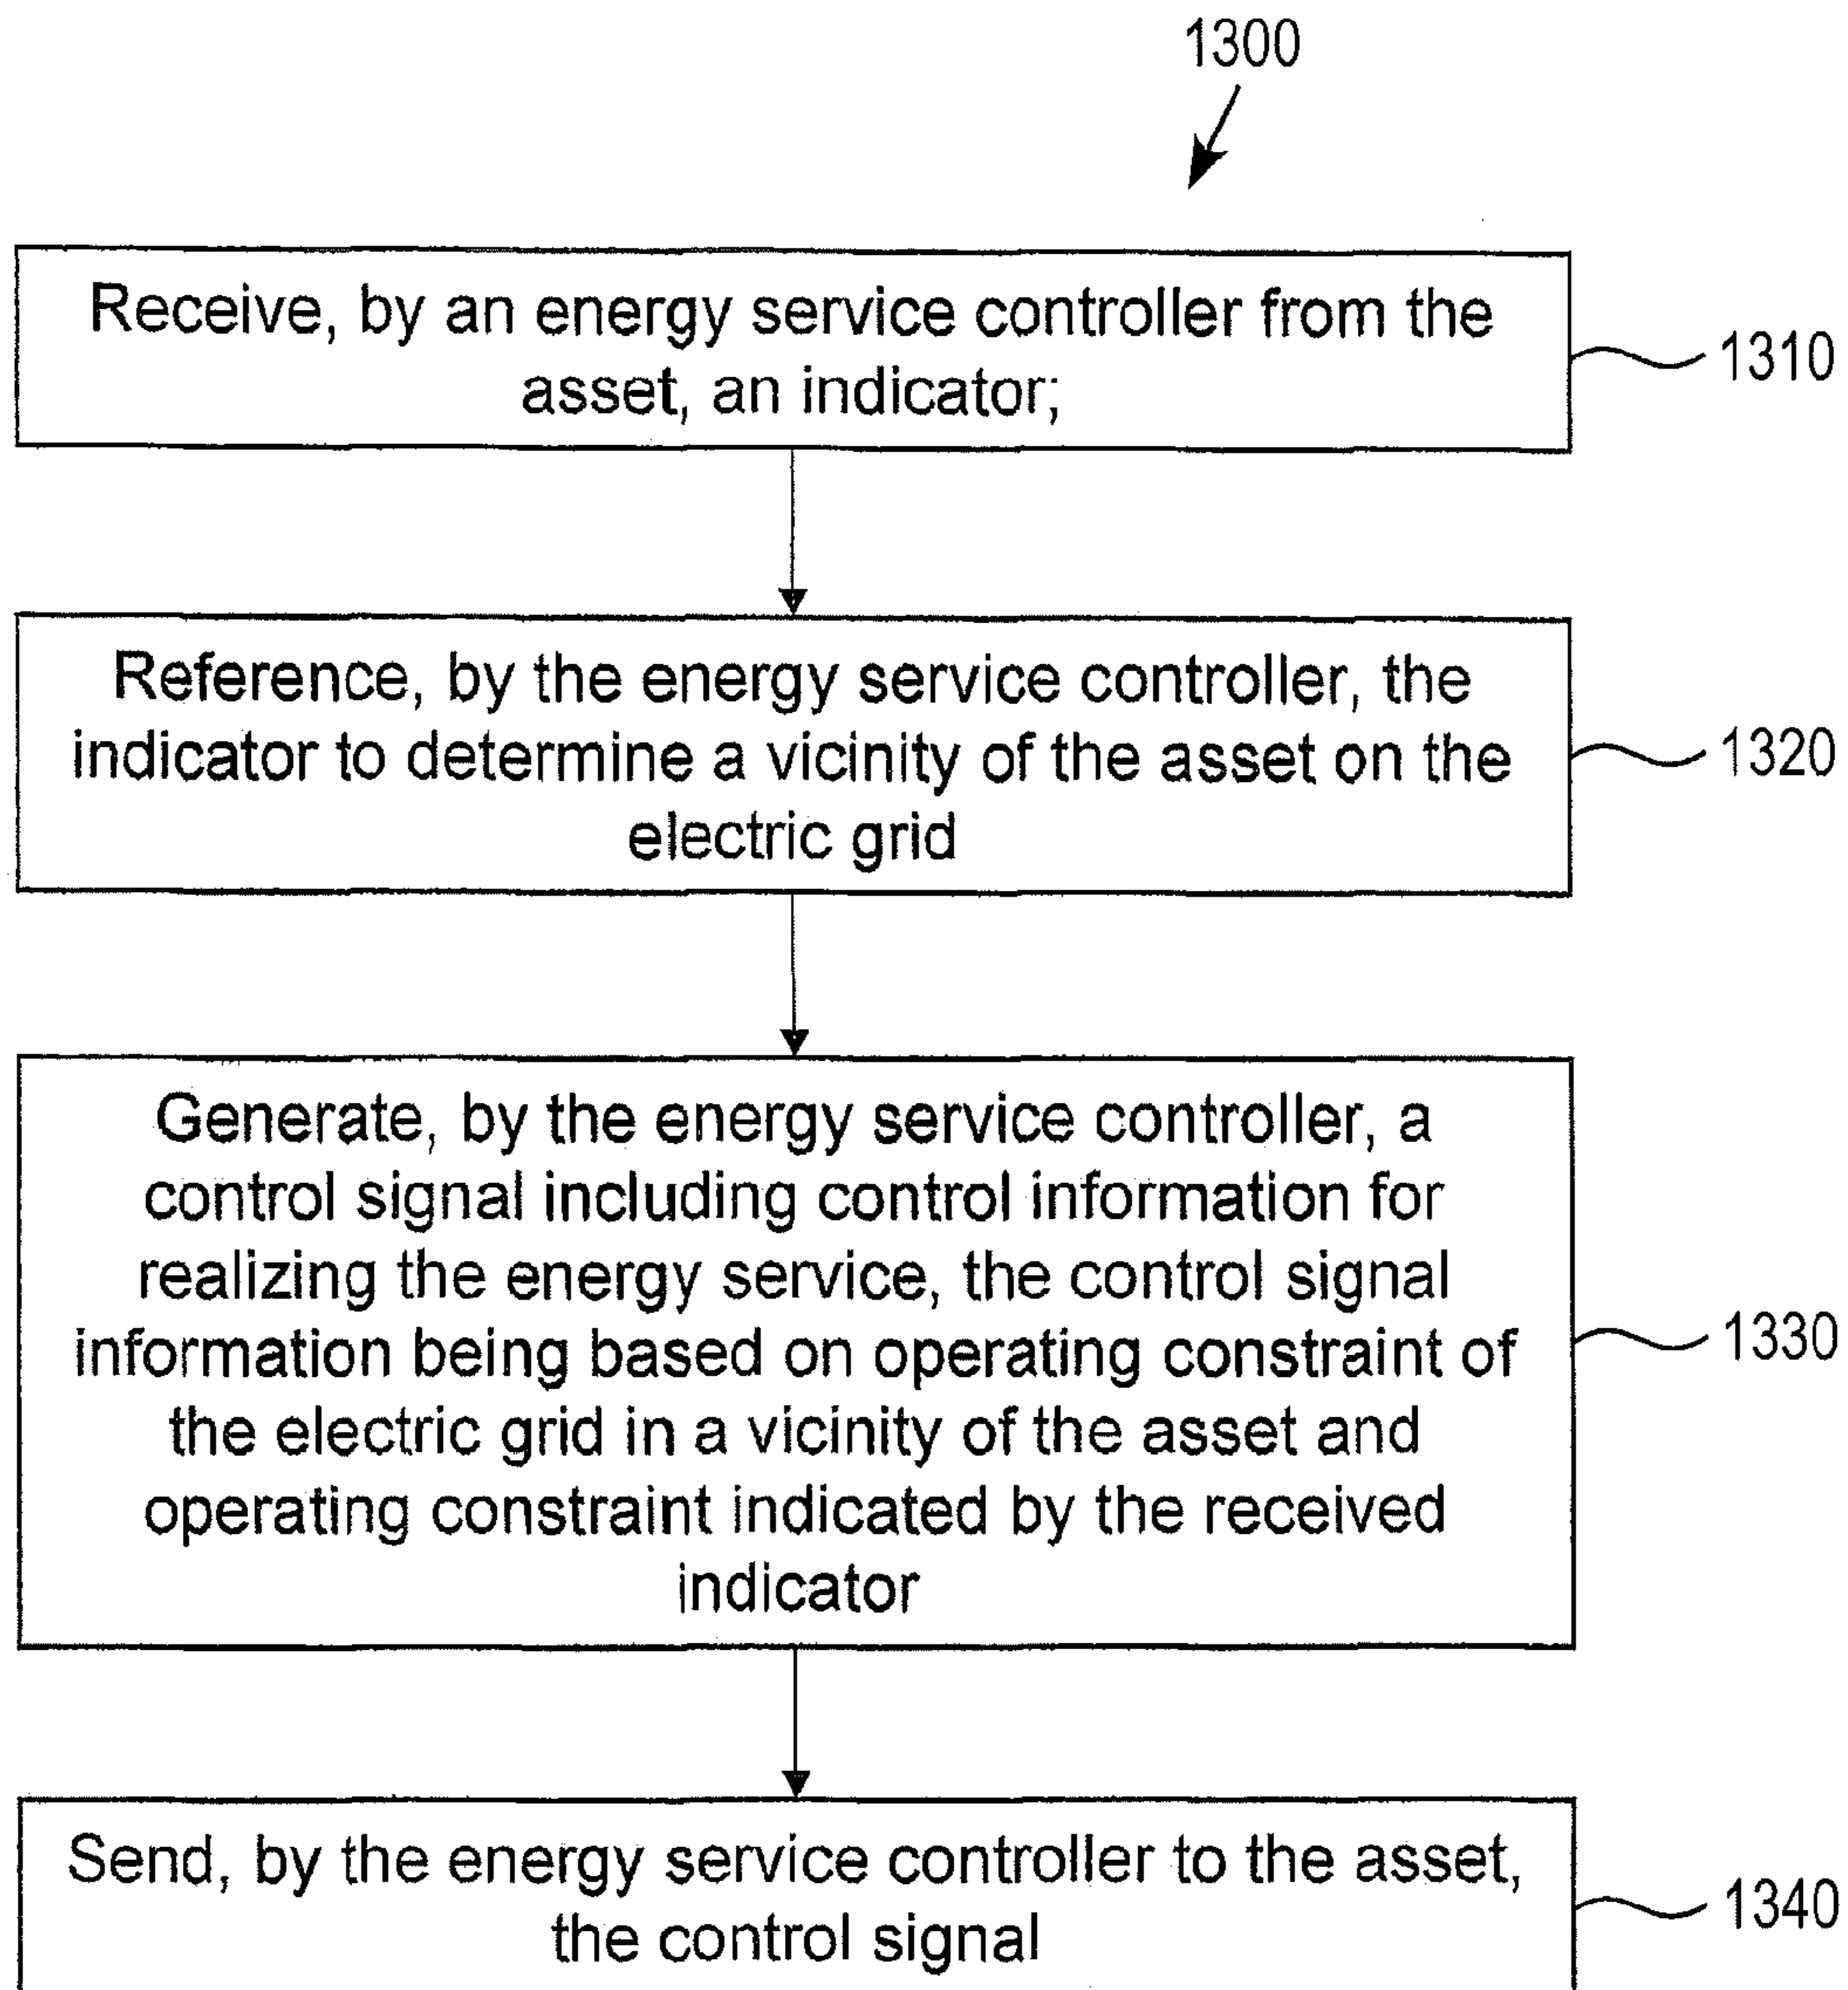 1300
Receive, by an energy service controller from the
asset, an indicator;
1310
Reference, by the energy service controller, the
indicator to determine a vicinity of the asset on the
electric grid
1320
Generate, by the energy service controller, a
control signal including control information for
realizing the energy service, the control signal
information being based on operating constraint of
the electric grid in a vicinity of the asset and
operating constraint indicated by the received
indicator
1330
Send, by the energy service controller to the asset,
the control signal
1340